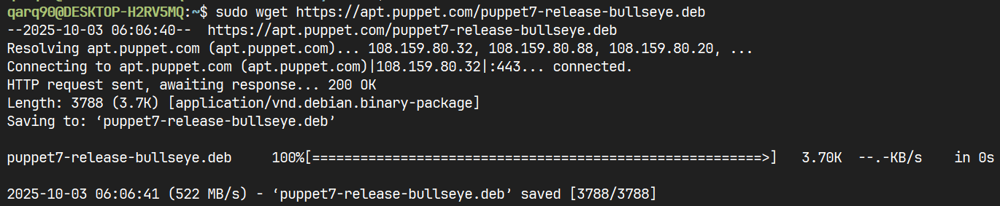 qarq90@DESKTOP-H2RV5MQ:~$ sudo wget https://apt.puppet.com/puppet7-release-bullseye.deb
--2025-10-03 06:06:40--  https://apt.puppet.com/puppet7-release-bullseye.deb
Resolving apt.puppet.com (apt.puppet.com)... 108.159.80.32, 108.159.80.88, 108.159.80.20, ...
Connecting to apt.puppet.com (apt.puppet.com)|108.159.80.32|:443... connected.
HTTP request sent, awaiting response... 200 OK
Length: 3788 (3.7K) [application/vnd.debian.binary-package]
Saving to: ‘puppet7-release-bullseye.deb’
puppet7-release-bullseye.deb     100%[========================================================>]   3.70K  --.-KB/s    in 0s
2025-10-03 06:06:41 (522 MB/s) - ‘puppet7-release-bullseye.deb’ saved [3788/3788]